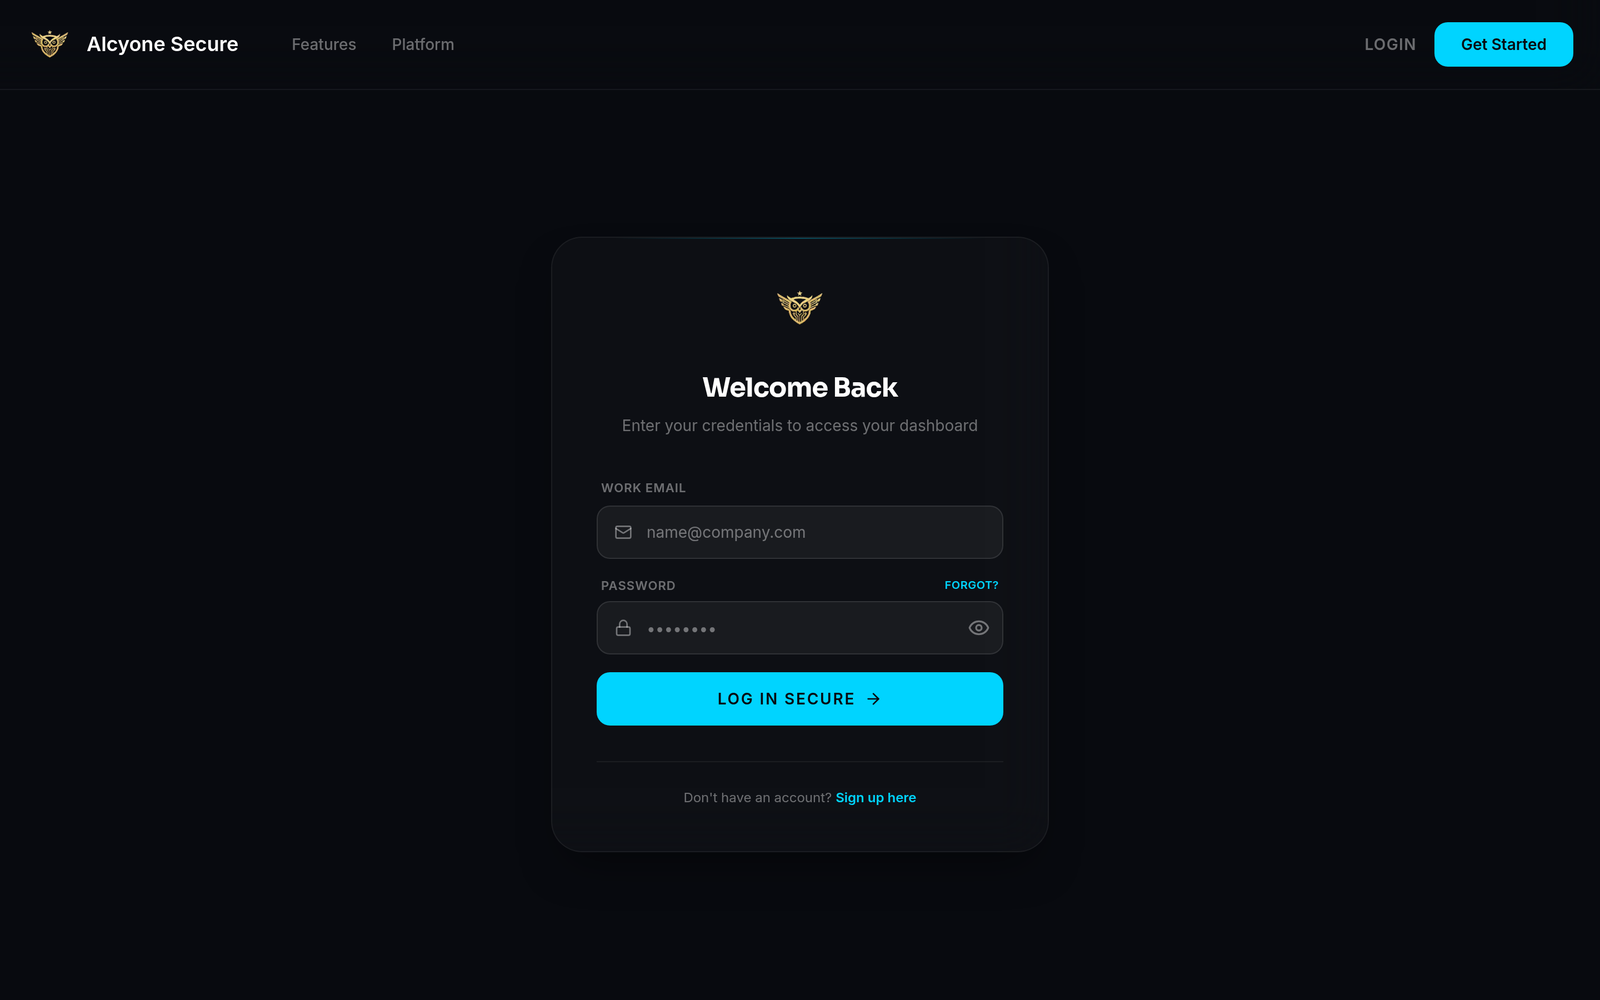 Alcyone Secure
Features
Platform
LOGIN
Get Started
Welcome Back
Enter your credentials to access your dashboard
WORK EMAIL
name@company.com
PASSWORD
FORGOT?
••••••••
LOG IN SECURE →
Don't have an account? Sign up here